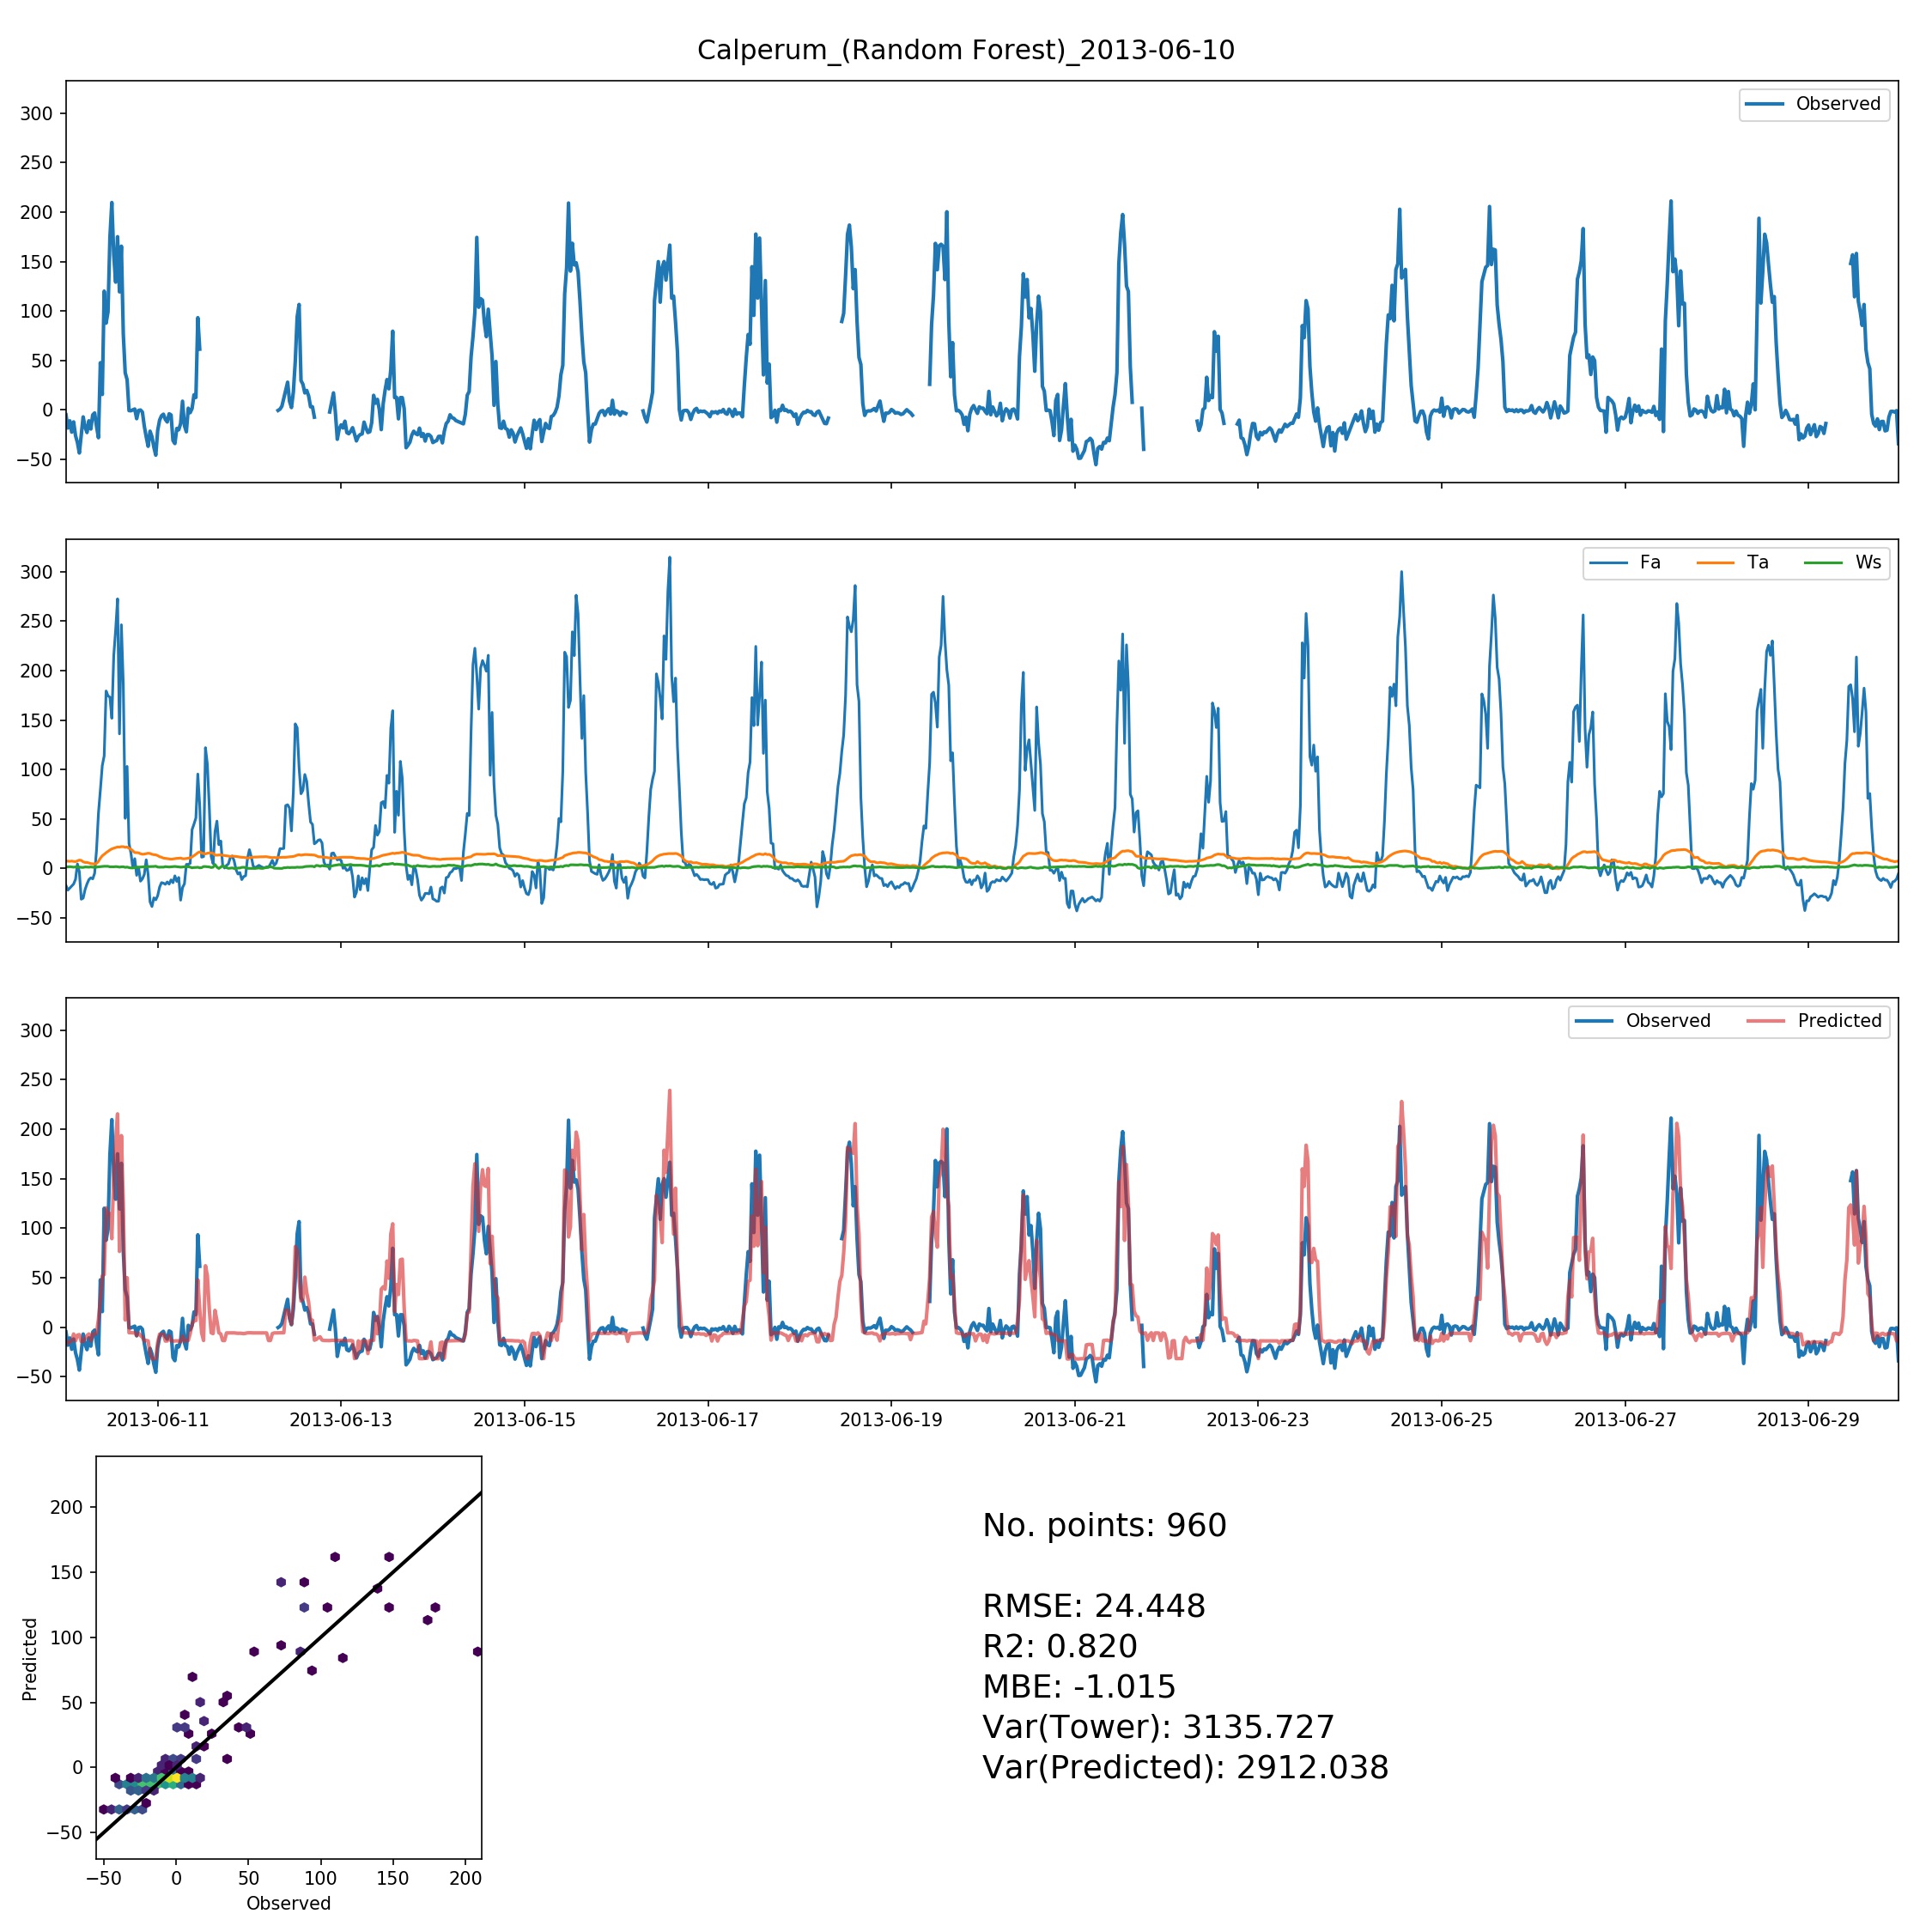 Calperum_(Random Forest)_2013-06-10
Observed
300
250
200
150
100
50
0
−50
Fa Ta Ws
300
250
200
150
100
50
0
−50
Observed Predicted
300
250
200
150
100
50
0
−50
2013-06-11 2013-06-13 2013-06-15 2013-06-17 2013-06-19 2013-06-21 2013-06-23 2013-06-25 2013-06-27 2013-06-29
Predicted
200
150
100
50
0
−50
−50 0 50 100 150 200
Observed
No. points: 960
RMSE: 24.448
R2: 0.820
MBE: -1.015
Var(Tower): 3135.727
Var(Predicted): 2912.038